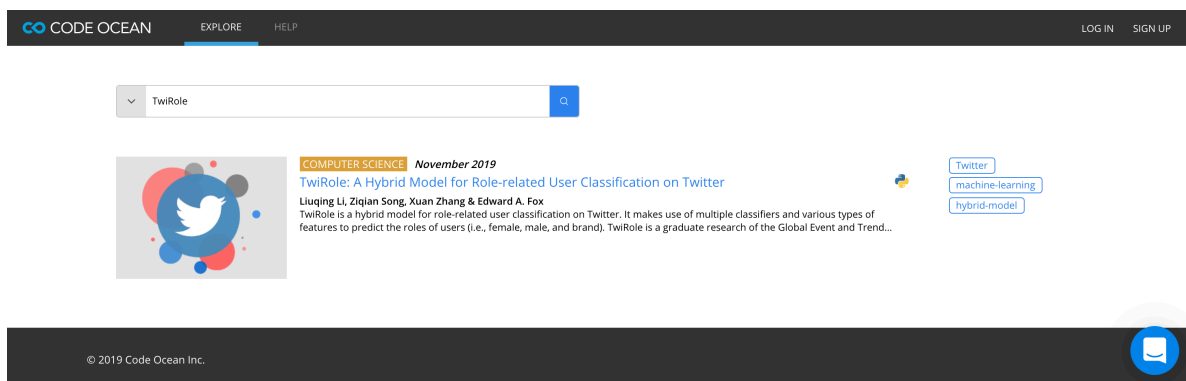 CODE OCEAN EXPLORE HELP LOG IN SIGN UP
TwiRole
COMPUTER SCIENCE November 2019
TwiRole: A Hybrid Model for Role-related User Classification on Twitter
Liuqing Li, Ziqian Song, Xuan Zhang & Edward A. Fox
TwiRole is a hybrid model for role-related user classification on Twitter. It makes use of multiple classifiers and various types of
features to predict the roles of users (i.e., female, male, and brand). TwiRole is a graduate research of the Global Event and Trend...
Twitter
machine-learning
hybrid-model
© 2019 Code Ocean Inc.